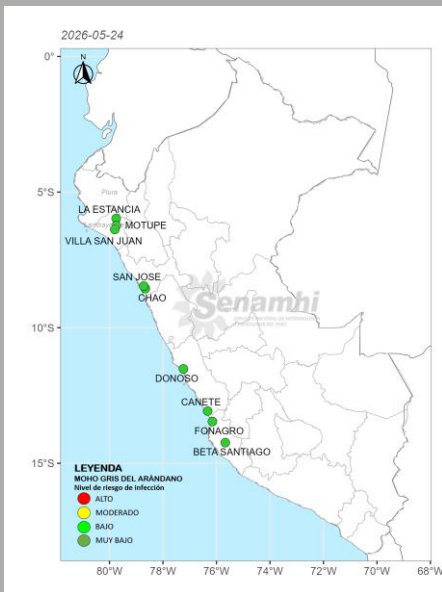 2026-05-24
0°
N
Piura
LA ESTANCIA
MOTUPE
VILLA SAN JUAN
5°S
SAN JOSE
CHAO
Senamhi
10°S
DONOSO
CANETE
FONAGRO
BETA SANTIAGO
15°S
LEYENDA
MOHO GRIS DEL ARÁNDANO
Nivel de riesgo de infección
ALTO
MODERADO
BAJO
MUY BAJO
80°W 78°W 76°W 74°W 72°W 70°W 68°W